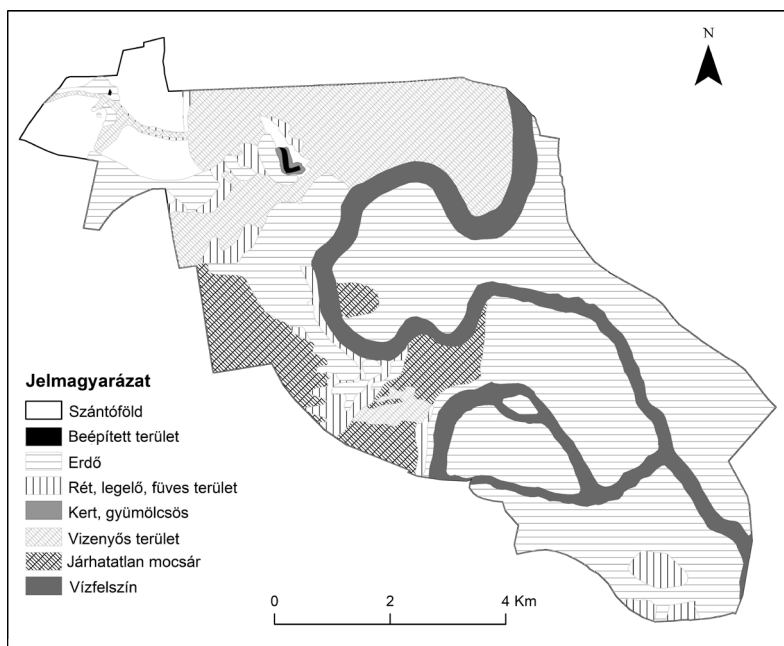 N
Jelmagyarázat
Szántóföld
Beépített terület
Erdő
Rét, legelő, füves terület
Kert, gyümölcsös
Vizenyős terület
Járhatatlan mocsár
Vízfelszín
0 2 4 Km